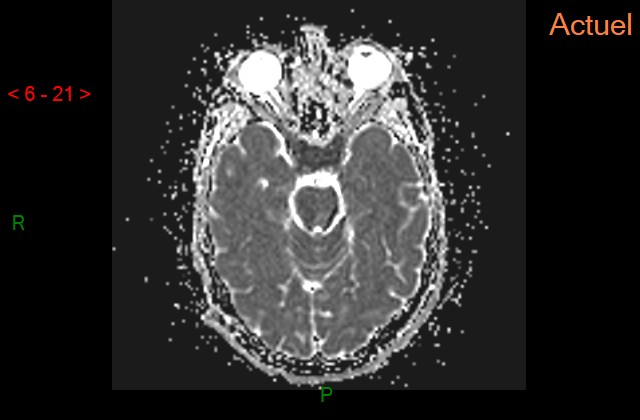 Actuel
< 6 - 21 >
R
P